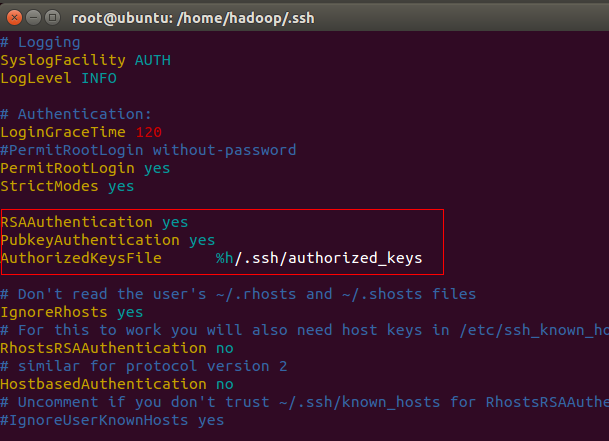 root@ubuntu: /home/hadoop/.ssh
# Logging
SyslogFacility AUTH
LogLevel INFO
# Authentication:
LoginGraceTime 120
#PermitRootLogin without-password
PermitRootLogin yes
StrictModes yes
RSAAuthentication yes
PubkeyAuthentication yes
AuthorizedKeysFile      %h/.ssh/authorized_keys
# Don't read the user's ~/.rhosts and ~/.shosts files
IgnoreRhosts yes
# For this to work you will also need host keys in /etc/ssh_known_ho
RhostsRSAAuthentication no
# similar for protocol version 2
HostbasedAuthentication no
# Uncomment if you don't trust ~/.ssh/known_hosts for RhostsRSAAuthe
#IgnoreUserKnownHosts yes